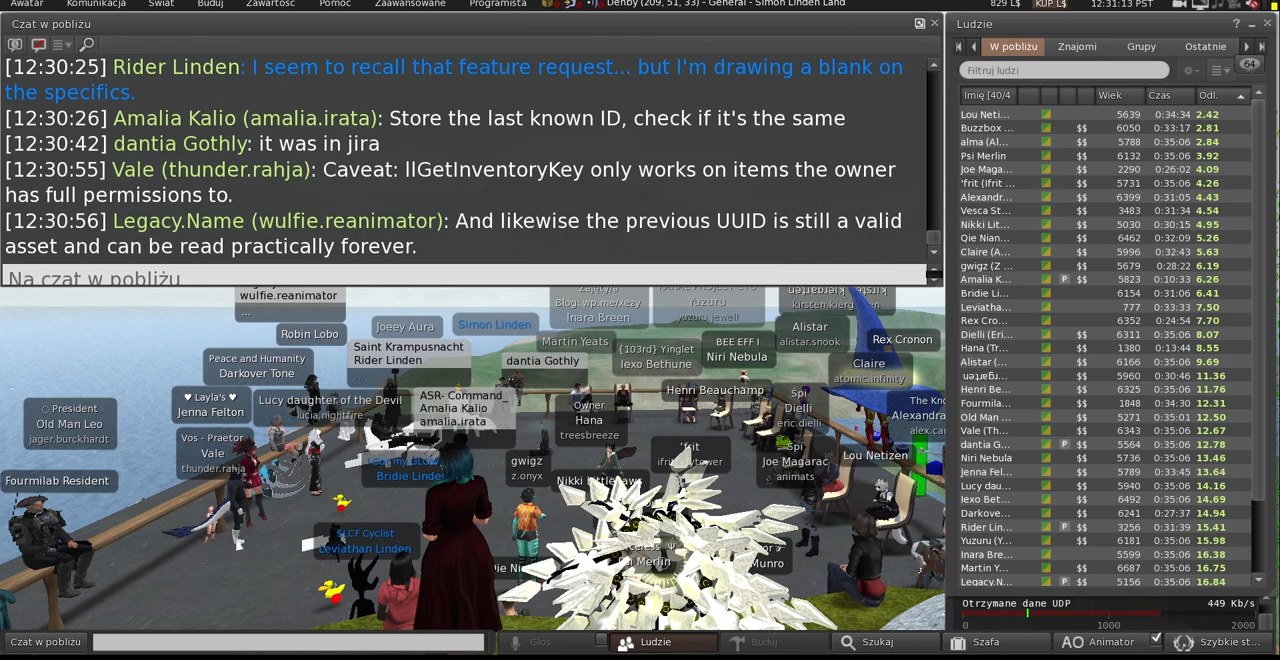 Awatar Komunikacja Świat Buduj Zawartość Pomoc Zaawansowane Programista Denby (209, 51, 33) - General - Simon Linden Land 829 L$ KUP L$ 12:31:13 PST
Czat w pobliżu
[12:30:25] Rider Linden: I seem to recall that feature request... but I'm drawing a blank on
the specifics.
[12:30:26] Amalia Kalio (amalia.irata): Store the last known ID, check if it's the same
[12:30:42] dantia Gothly: it was in jira
[12:30:55] Vale (thunder.rahja): Caveat: llGetInventoryKey only works on items the owner
has full permissions to.
[12:30:56] Legacy.Name (wulfie.reanimator): And likewise the previous UUID is still a valid
asset and can be read practically forever.
Na czat w pobliżu
wulfie.reanimator
...
Robin Lobo
Joeey Aura
Simon Linden
Zajęty/a
Blog: wp.me/xezy
Inara Breen
Yuzuru
yuzuru.jewell
kirsten.kiergarten
Peace and Humanity
Darkover Tone
Saint Krampusnacht
Rider Linden
...
Martin Yeats
dantia Gothly
{103rd} Yinglet
Iexo Bethune
BEE EFF I
Niri Nebula
Alistar
alistar.snook
Rex Cronon
Claire
atomic.infinity
President
Old Man Leo
jager.burckhardt
♥ Layla's ♥
Jenna Felton
Lucy daughter of the Devil
lucia.nightfire
ASR- Command_
Amalia Kalio
amalia.irata
Owner
Hana
treesbreeze
Henri Beauchamp
Śpi
Dielli
eric.dielli
The Kno
Alexandra
alex.car
Vos - Praetor
Vale
thunder.rahja
Bridie Linden
gwigz
z.onyx
'frit
Śpi
Joe Magarac
animats
Lou Netizen
Fourmilab Resident
SLCF Cyclist
Leviathan Linden
Psi Merlin
Munro
Ludzie
W pobliżu Znajomi Grupy Ostatnie
Filtruj ludzi 64
Imię [40/4 Wiek Czas Odl.
Lou Neti... 5639 0:34:34 2.42
Buzzbox ... $$ 6050 0:33:17 2.81
alma (Al... $$ 5788 0:35:06 2.84
Psi Merlin $$ 6132 0:35:06 3.92
Joe Maga... $$ 2290 0:26:02 4.09
'frit (Ifrit ... $$ 5731 0:35:06 4.26
Alexandr... $$ 6399 0:31:05 4.43
Vesca St... $$ 3483 0:31:34 4.54
Nikki Lit... $$ 5030 0:30:15 4.95
Qie Nian... $$ 6462 0:32:09 5.26
Claire (A... $$ 5996 0:32:43 5.63
gwigz (Z ... $$ 5679 0:28:22 6.19
Amalia K... P $$ 5823 0:10:33 6.26
Bridie Li... 6154 0:31:06 6.41
Leviatha... 777 0:33:33 7.50
Rex Cro... 6352 0:24:54 7.70
Dielli (Eri... $$ 6311 0:35:06 8.07
Hana (Tr... $$ 1380 0:13:44 8.55
Alistar (... $$ 6166 0:35:06 9.69
$$ 5960 0:30:46 11.36
Henri Be... $$ 6325 0:35:06 11.76
Fourmila... $$ 1848 0:34:30 12.31
Old Man ... $$ 5271 0:35:01 12.50
Vale (Th... $$ 6343 0:35:06 12.67
dantia G... P $$ 5564 0:35:06 12.78
Niri Nebula $$ 5736 0:35:06 13.46
Jenna Fel... $$ 5789 0:33:45 13.64
Lucy dau... $$ 5940 0:35:06 14.16
Iexo Bet... $$ 6492 0:35:06 14.69
Darkove... $$ 6241 0:27:37 14.94
Rider Lin... P $$ 3256 0:31:39 15.41
Yuzuru (Y... $$ 6181 0:35:06 15.98
Inara Bre... 5599 0:35:06 16.38
Martin Y... $$ 6687 0:35:06 16.75
Legacy.N... P $$ 5156 0:35:06 16.84
Otrzymane dane UDP 449 Kb/s
0 1000 2000
Czat w pobliżu Głos Ludzie Buduj Szukaj Szafa AO Animator Szybkie st...